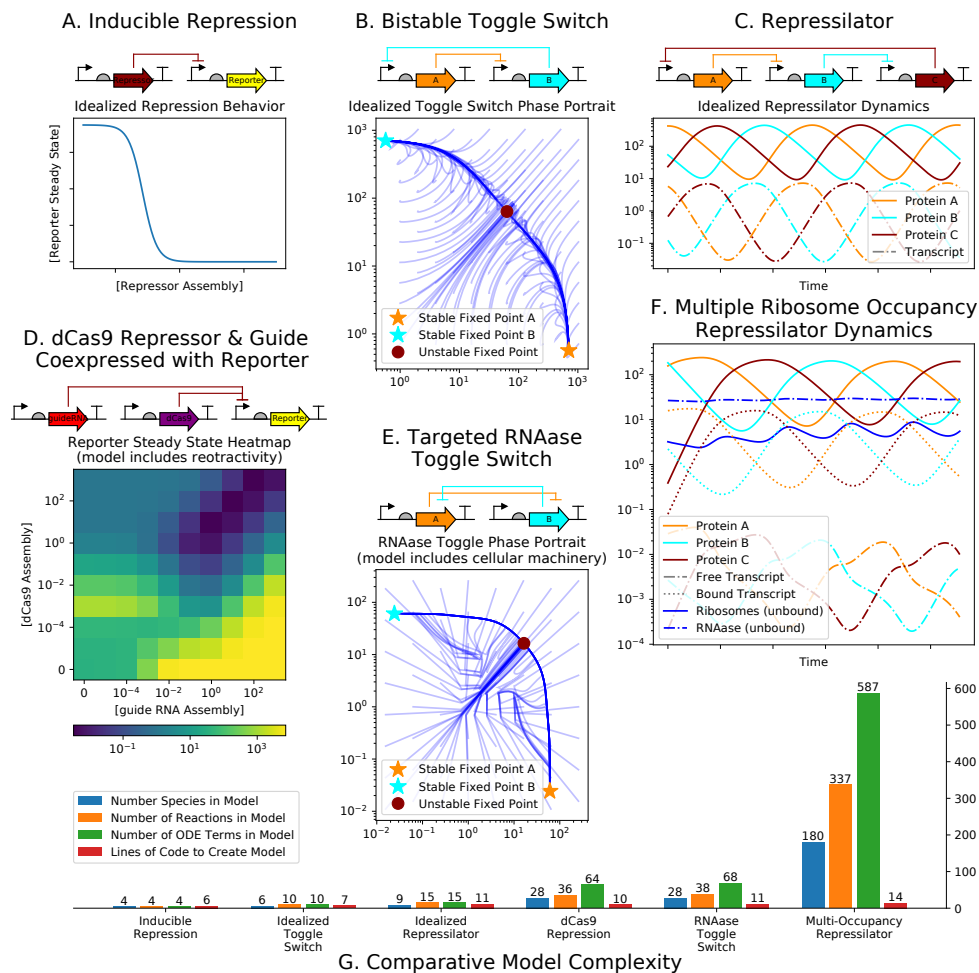 A. Inducible Repression
Repressor
Reporter
Idealized Repression Behavior
[Reporter Steady State]
[Repressor Assembly]
B. Bistable Toggle Switch
A
B
Idealized Toggle Switch Phase Portrait
10³
10²
10¹
10⁰
Stable Fixed Point A
Stable Fixed Point B
Unstable Fixed Point
10⁰ 10¹ 10² 10³
C. Repressilator
A
B
C
Idealized Repressilator Dynamics
10²
10¹
10⁰
10⁻¹
Protein A
Protein B
Protein C
Transcript
Time
D. dCas9 Repressor & Guide
Coexpressed with Reporter
guideRNA
dCas9
Reporter
Reporter Steady State Heatmap
(model includes reotractivity)
[dCas9 Assembly]
10²
10⁰
10⁻²
10⁻⁴
0
0 10⁻⁴ 10⁻² 10⁰ 10²
[guide RNA Assembly]
10⁻¹ 10¹ 10³
E. Targeted RNAase
Toggle Switch
A
B
RNAase Toggle Phase Portrait
(model includes cellular machinery)
10²
10¹
10⁰
10⁻¹
10⁻²
Stable Fixed Point A
Stable Fixed Point B
Unstable Fixed Point
10⁻² 10⁻¹ 10⁰ 10¹ 10²
F. Multiple Ribosome Occupancy
Repressilator Dynamics
10²
10¹
10⁰
10⁻¹
10⁻²
10⁻³
10⁻⁴
Protein A
Protein B
Protein C
Free Transcript
Bound Transcript
Ribosomes (unbound)
RNAase (unbound)
Time
Number Species in Model
Number of Reactions in Model
Number of ODE Terms in Model
Lines of Code to Create Model
4 4 4 6
6 10 10 7
9 15 15 11
28 36 64 10
28 38 68 11
180 337 587 14
600
500
400
300
200
100
0
Inducible
Repression
Idealized
Toggle
Switch
Idealized
Repressilator
dCas9
Repression
RNAase
Toggle
Switch
Multi-Occupancy
Repressilator
G. Comparative Model Complexity